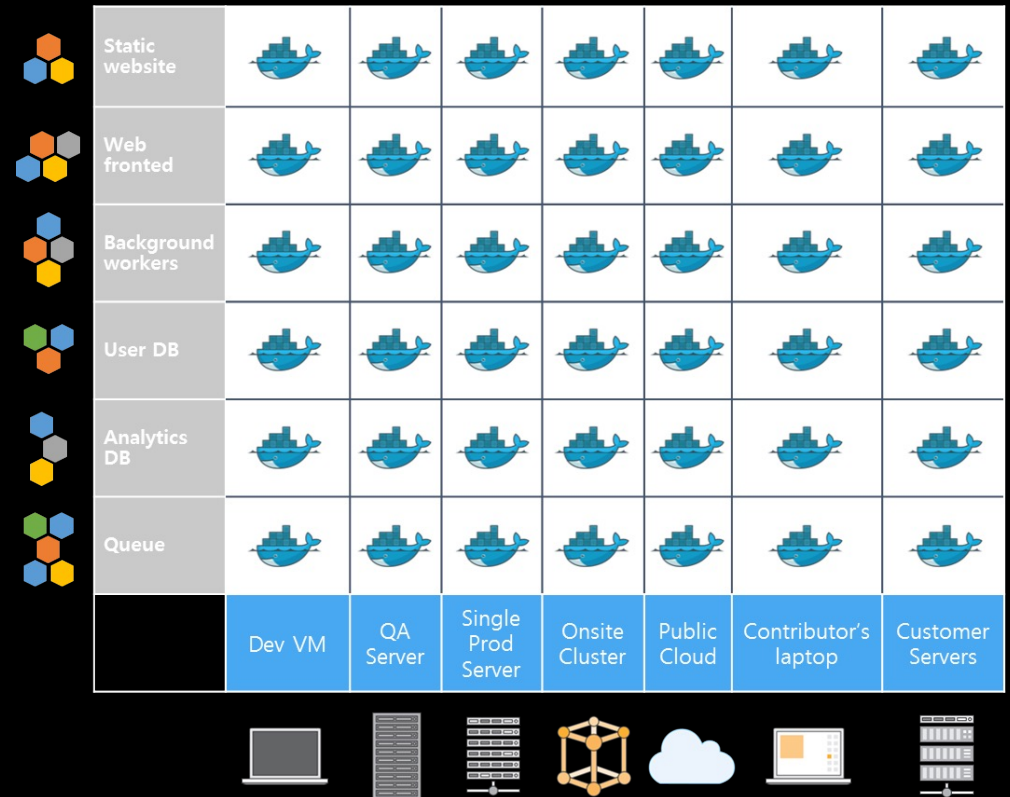 Static
website
Web
fronted
Background
workers
User DB
Analytics
DB
Queue
Dev VM
QA
Server
Single
Prod
Server
Onsite
Cluster
Public
Cloud
Contributor's
laptop
Customer
Servers